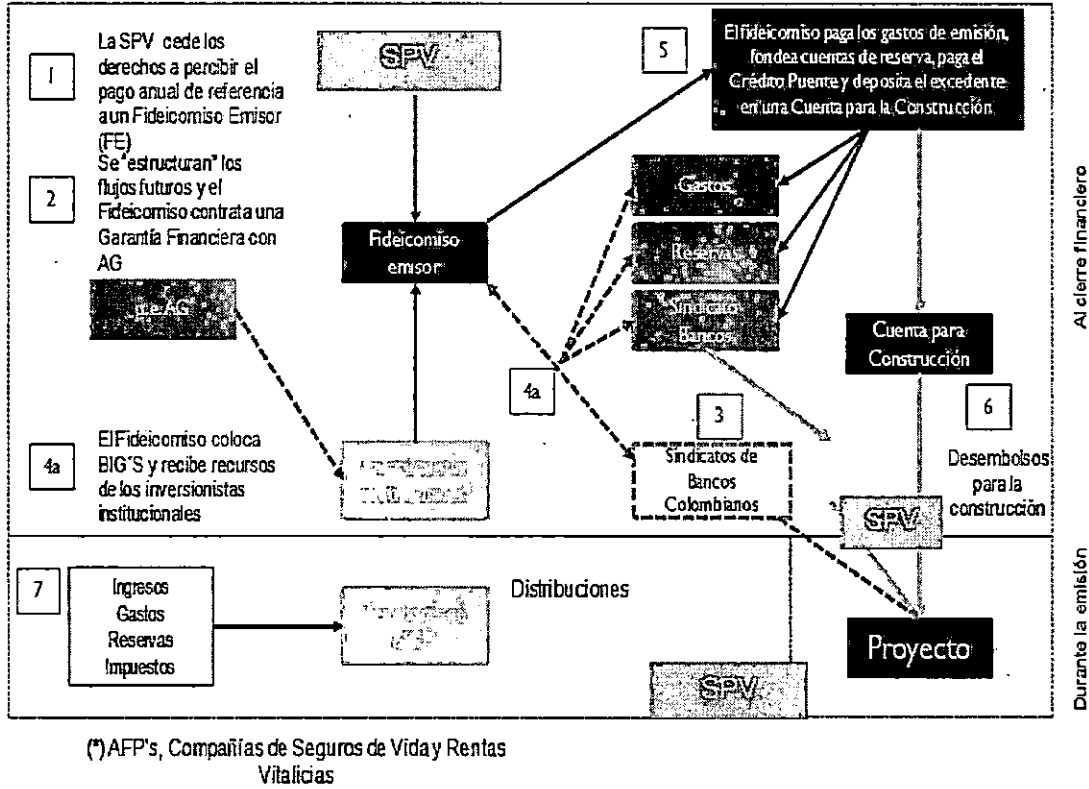 1
La SPV cede los
derechos a percibir el
pago anual de referencia
aun Fideicomiso Emisor
(FE)
2
Se "estructuran" los
flujos futuros y el
Fideicomiso contrata una
Garantía Financiera con
AG
SPV
5
El fideicomiso paga los gastos de emisión,
fondea cuentas de reserva, paga el
Crédito Puente y deposita el excedente
en una Cuenta para la Construcción
Gastos
Reservas
Sindicato
Bancos
Fideicomiso
emisor
AG
4a
3
Cuenta para
Construcción
6
Desembolsos
para la
construcción
4a
El Fideicomiso coloca
BIG'S y recibe recursos
de los inversionistas
institucionales
Sindicatos de
Bancos
Colombianos
SPV
Al cierre financiero
7
Ingresos
Gastos
Reservas
Impuestos
Distribuciones
SPV
Proyecto
Durante la emisión
(*) AFP's, Compañías de Seguros de Vida y Rentas
Vitalicias